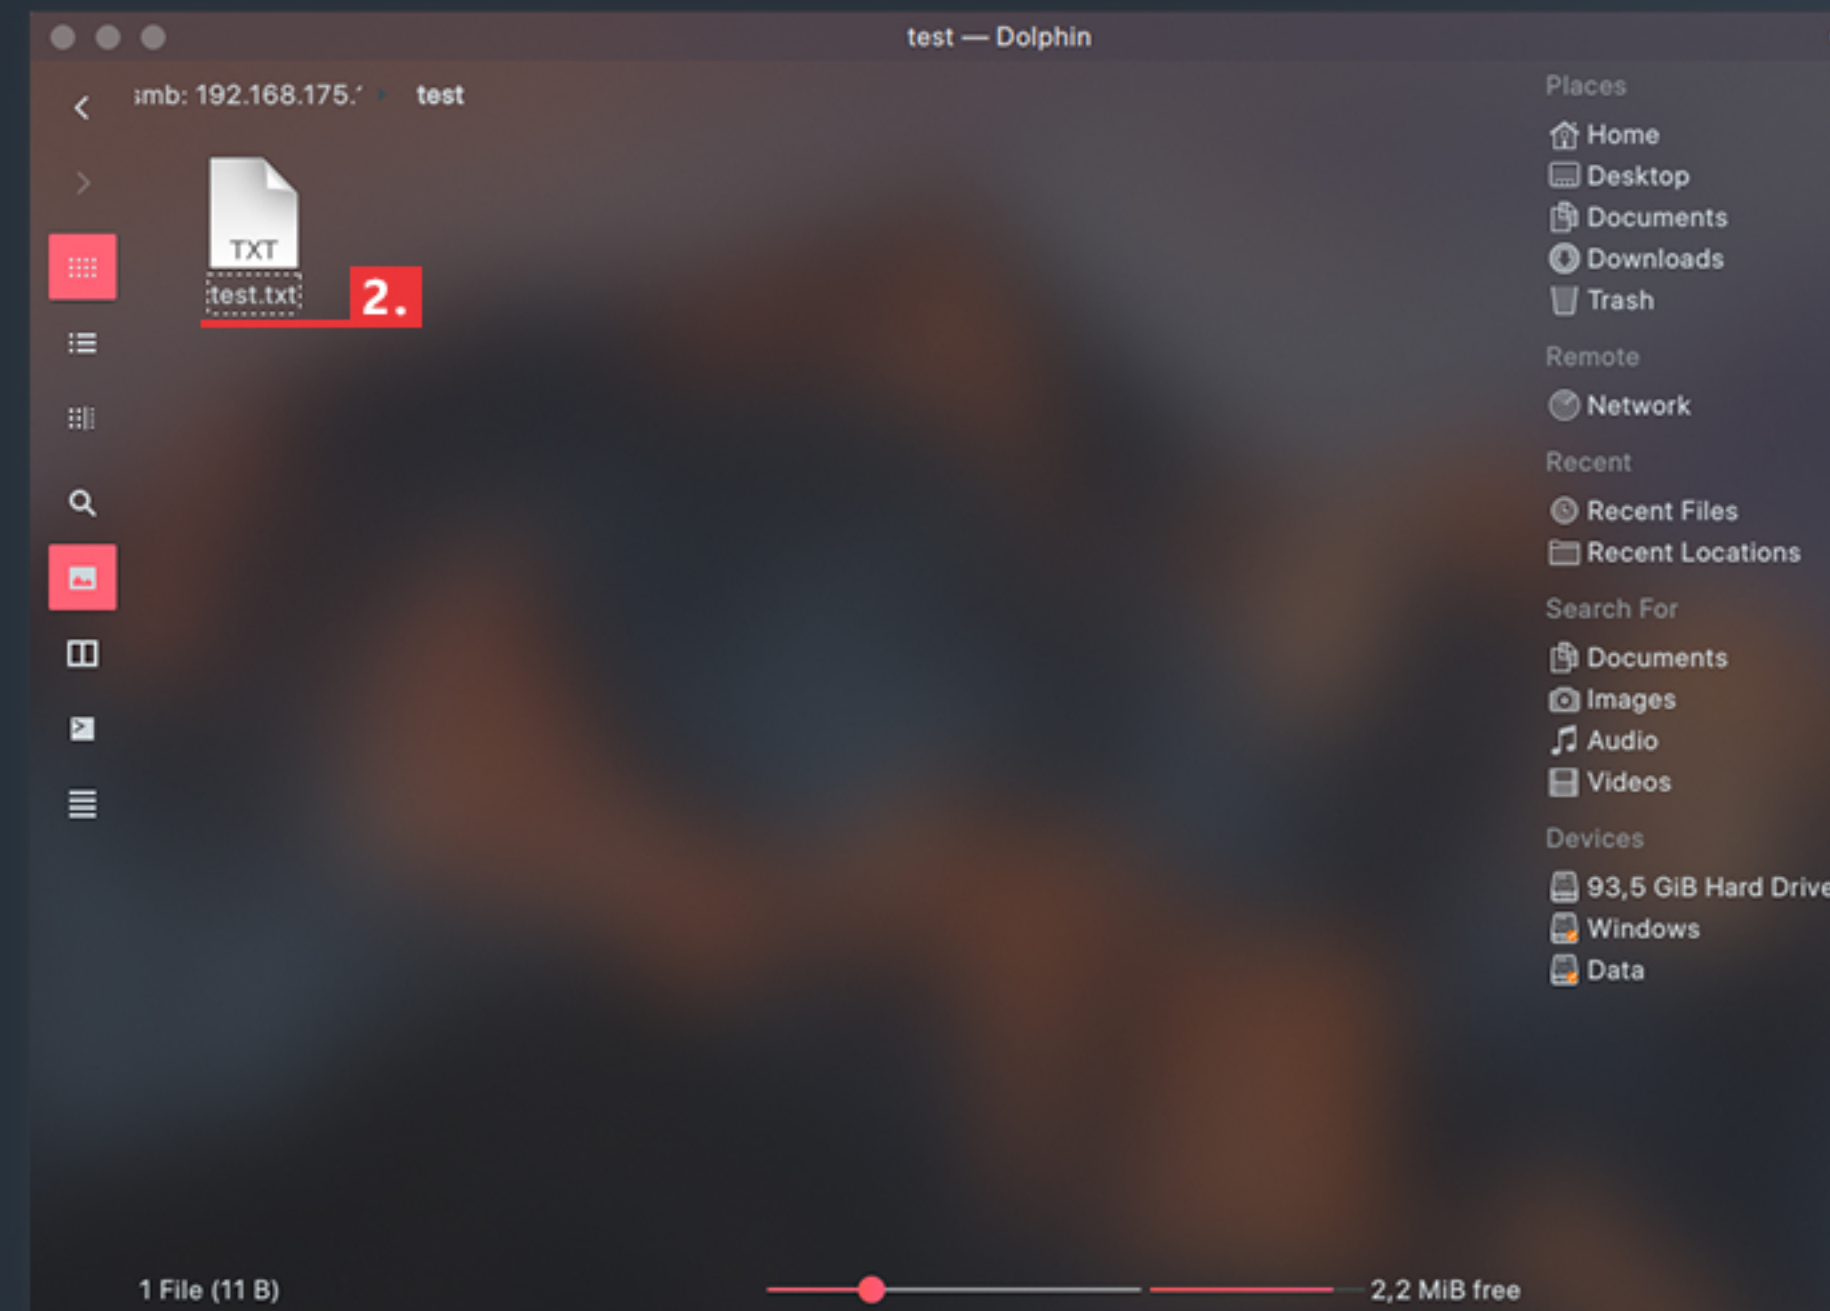 test — Dolphin
smb: 192.168.175. test
TXT
test.txt
2.
Places
Home
Desktop
Documents
Downloads
Trash
Remote
Network
Recent
Recent Files
Recent Locations
Search For
Documents
Images
Audio
Videos
Devices
93,5 GiB Hard Drive
Windows
Data
1 File (11 B)
2,2 MiB free